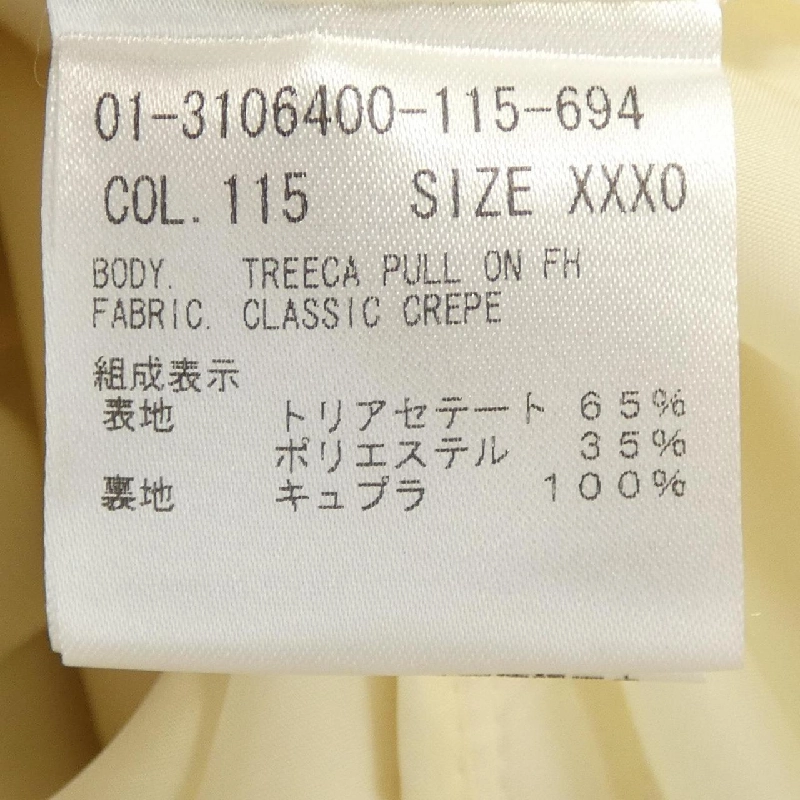 01-3106400-115-694
COL. 115 SIZE XXXO
BODY. TREECA PULL ON FH
FABRIC. CLASSIC CREPE
組成表示
表地 トリアセテート 65%
ポリエステル 35%
裏地 キュプラ 100%